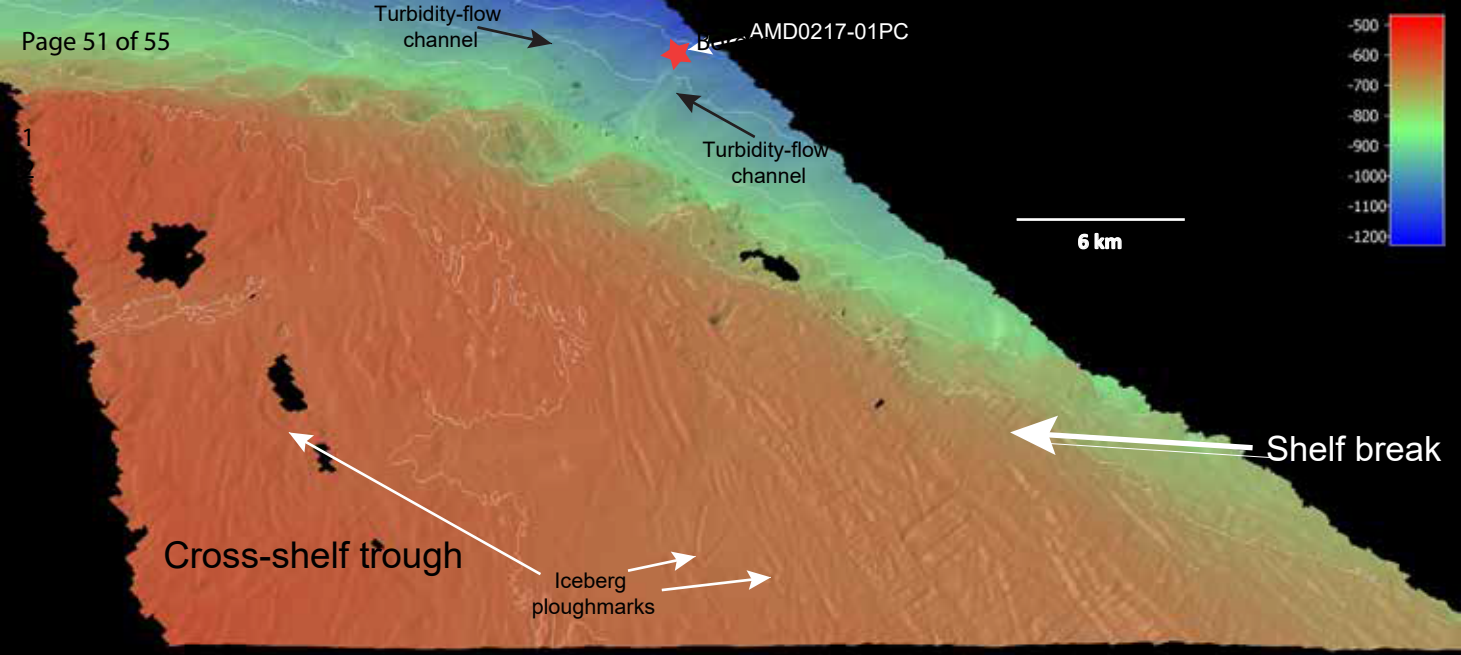 Turbidity-flow
channel
Page 51 of 55
AMD0217-01PC
1
Turbidity-flow
channel
-500
-600
-700
-800
-900
-1000
-1100
-1200
6 km
Shelf break
Cross-shelf trough
Iceberg
ploughmarks